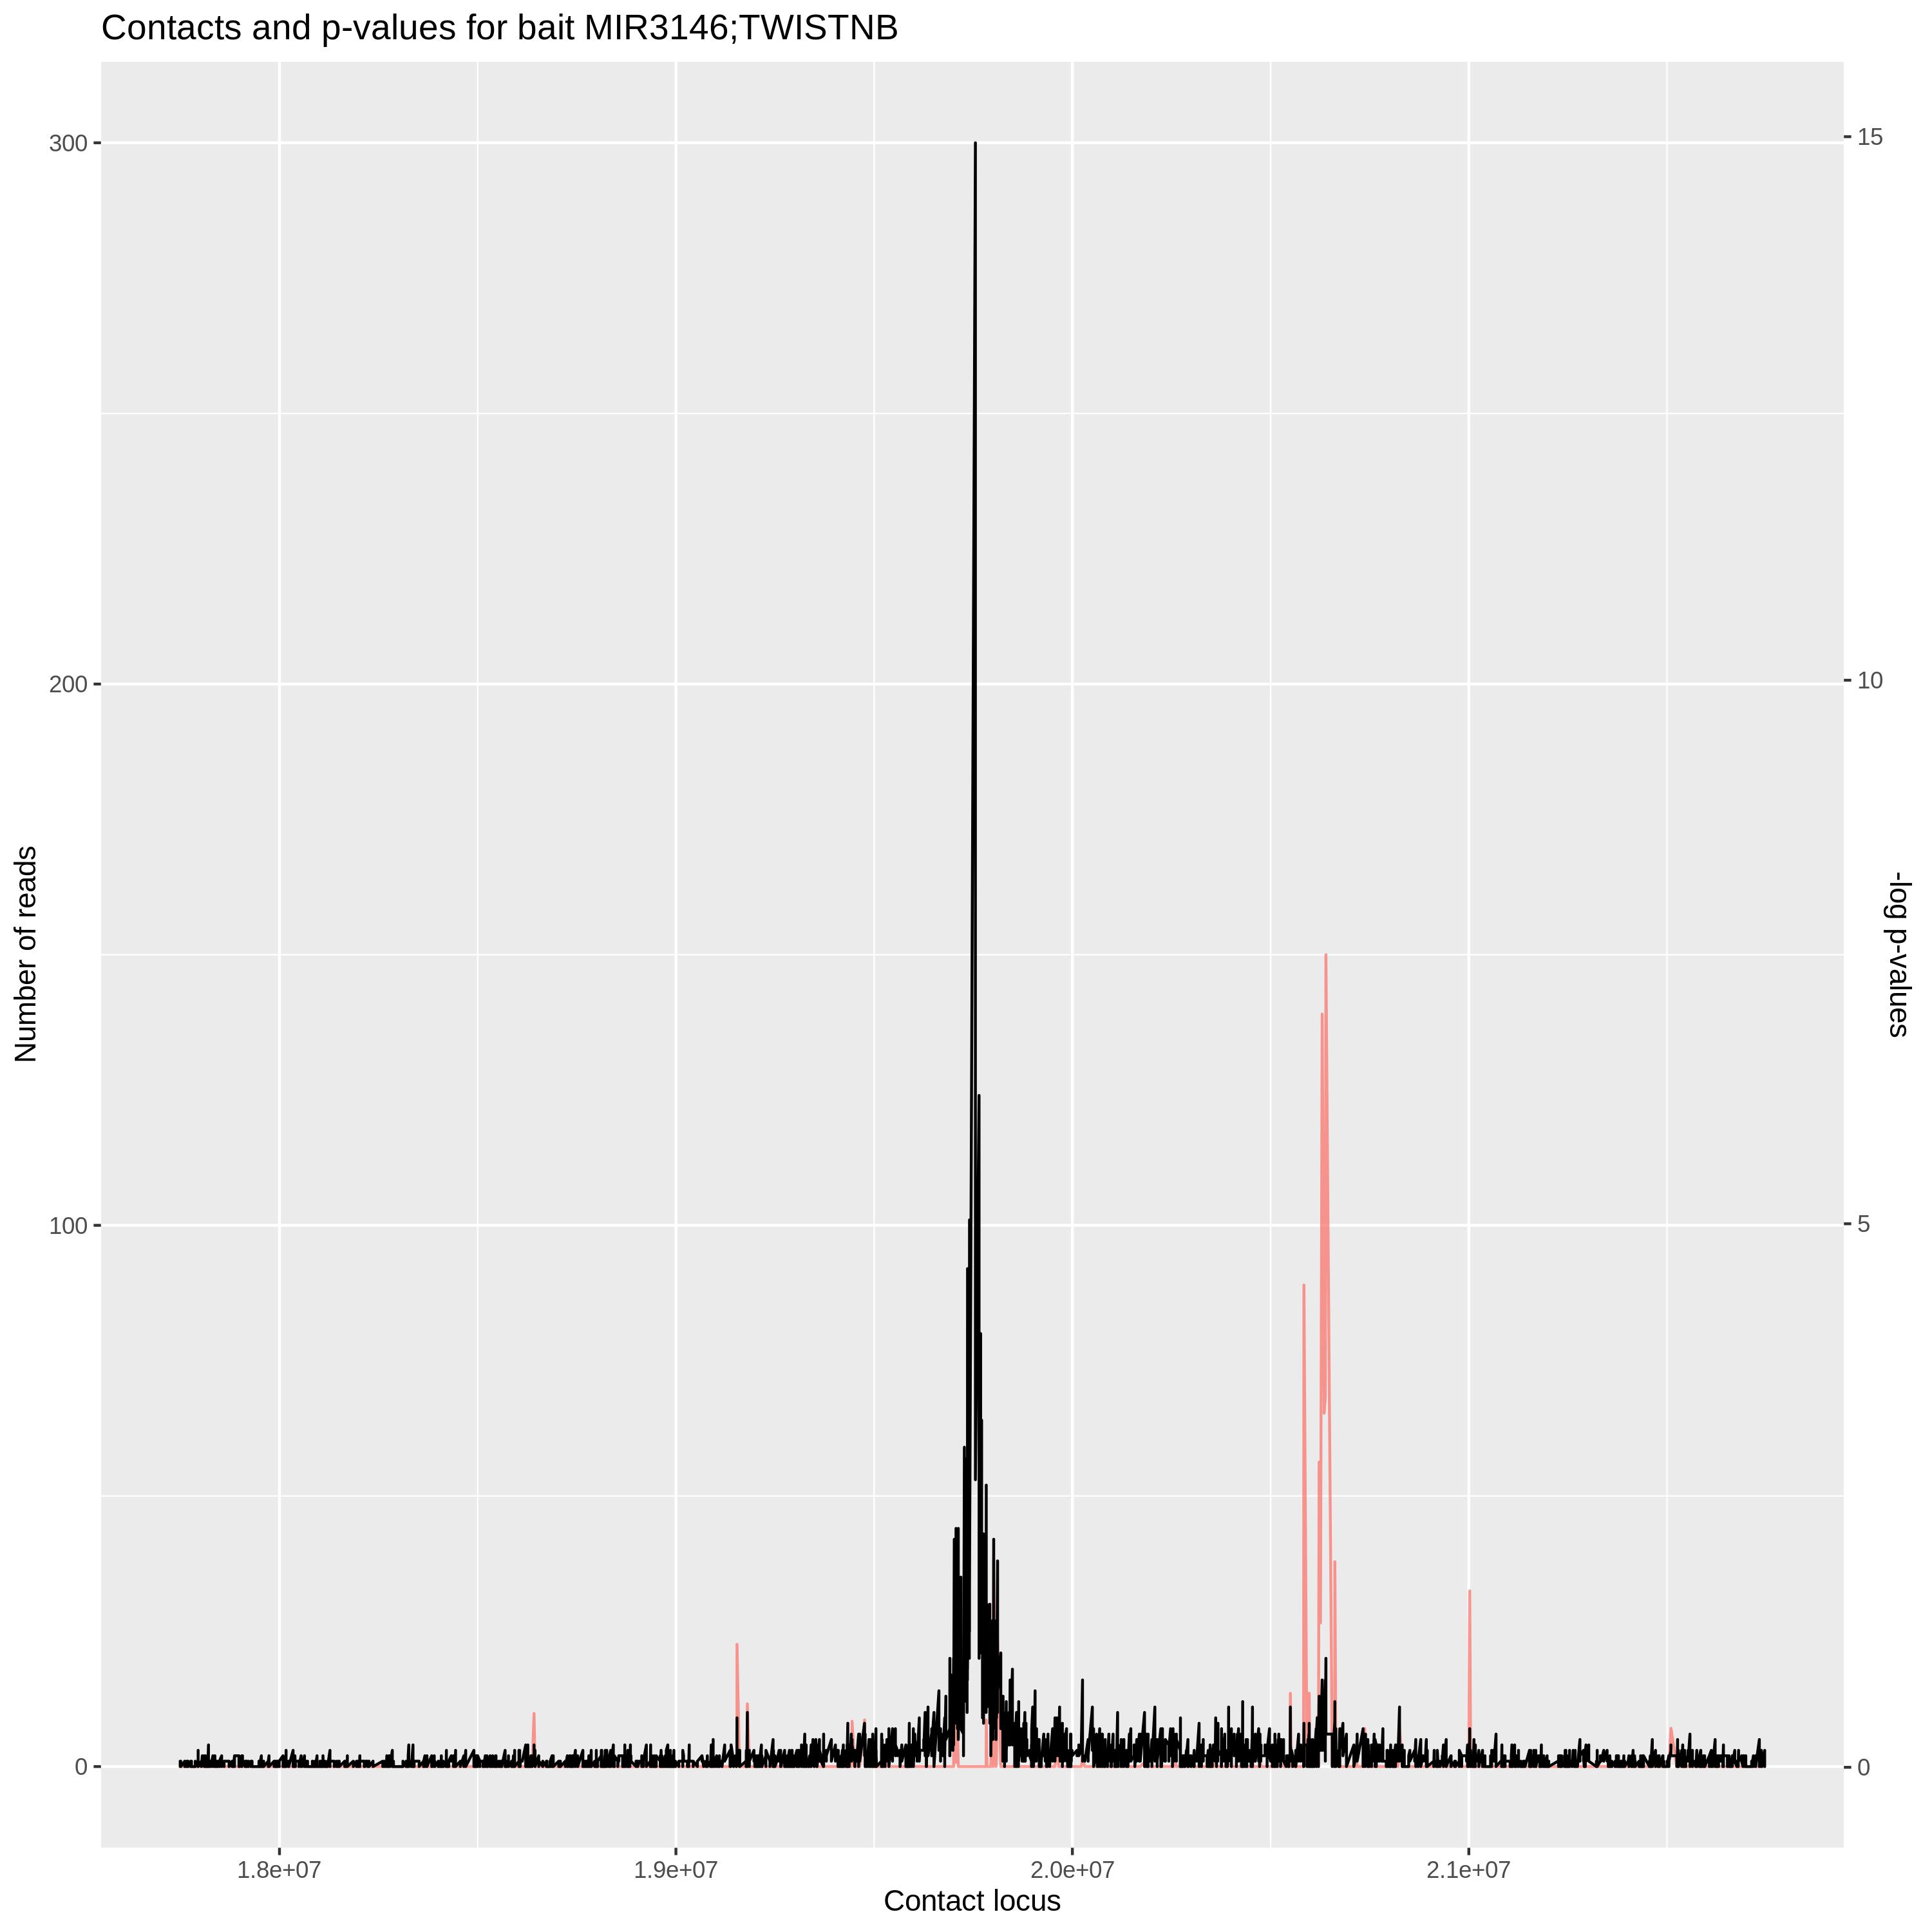 Contacts and p-values for bait MIR3146;TWISTNB
300
200
100
0
15
10
5
0
Number of reads
-log p-values
1.8e+07
1.9e+07
2.0e+07
2.1e+07
Contact locus